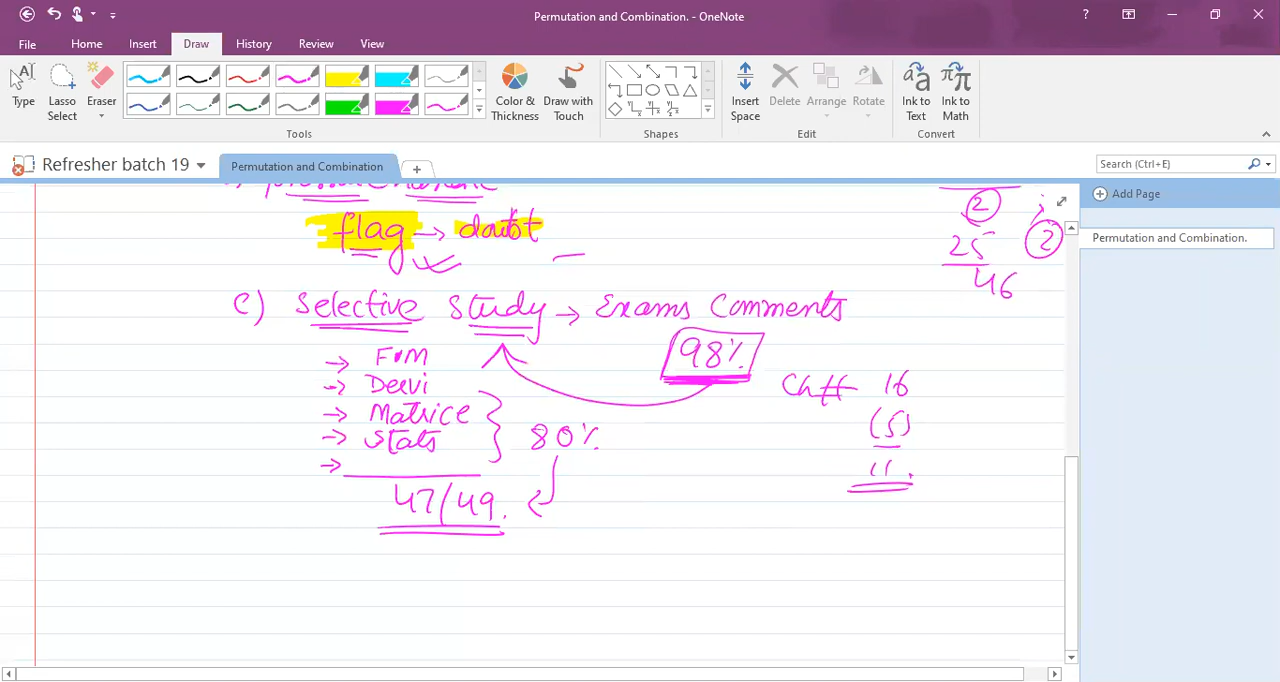 Permutation and Combination. - OneNote
?
File Home Insert Draw History Review View
Type
Lasso Select
Eraser
Color & Thickness
Draw with Touch
Insert Space
Delete
Arrange
Rotate
Ink to Text
Ink to Math
Tools
Shapes
Edit
Convert
Refresher batch 19
Permutation and Combination
Search (Ctrl+E)
Add Page
Permutation and Combination.
flag → doubt
2
2
25
46
c) Selective Study → Exams Comments
98%
→ FOM
→ Dervi
→ Matrice
→ Stats
→
80%
47/49.
16
(5)
11.